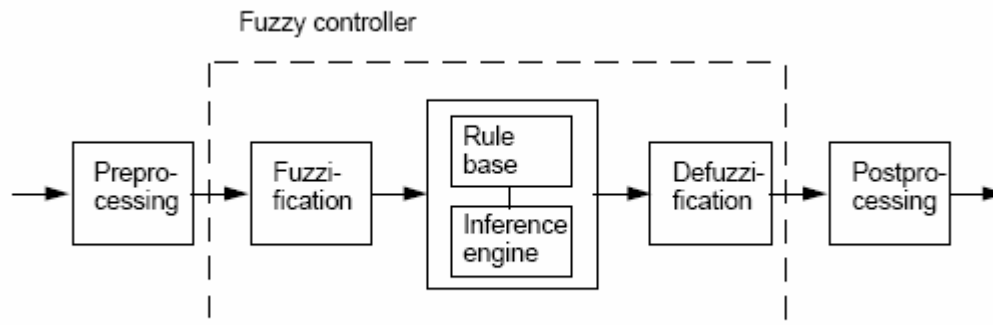 Fuzzy controller
Prepro-
cessing
Fuzzi-
fication
Rule
base
Inference
engine
Defuzzi-
fication
Postpro-
cessing